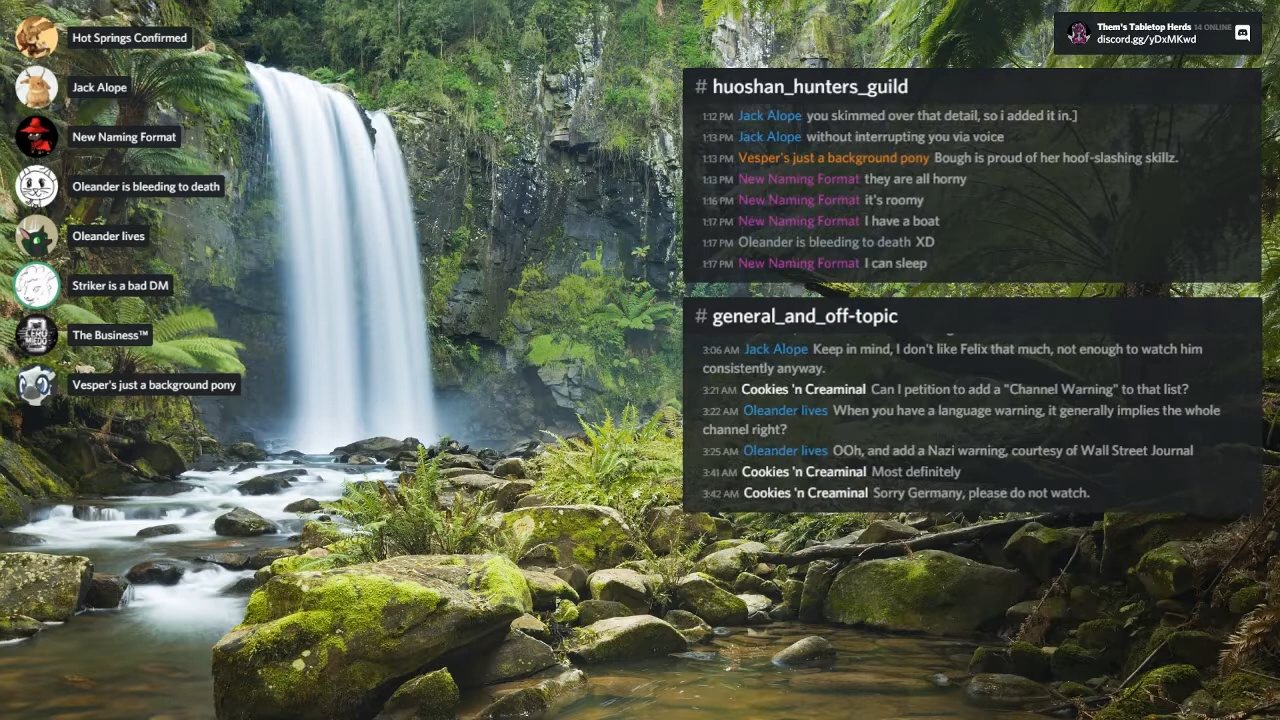 Hot Springs Confirmed
Jack Alope
New Naming Format
Oleander is bleeding to death
Oleander lives
Striker is a bad DM
The Business™
Vesper's just a background pony
Them's Tabletop Herds 14 ONLINE
discord.gg/yDxMKwd
# huoshan_hunters_guild
1:12 PM Jack Alope you skimmed over that detail, so i added it in.]
1:13 PM Jack Alope without interrupting you via voice
1:13 PM Vesper's just a background pony Bough is proud of her hoof-slashing skillz.
1:13 PM New Naming Format they are all horny
1:16 PM New Naming Format it's roomy
1:17 PM New Naming Format I have a boat
1:17 PM Oleander is bleeding to death XD
1:17 PM New Naming Format I can sleep
# general_and_off-topic
3:06 AM Jack Alope Keep in mind, I don't like Felix that much, not enough to watch him
consistently anyway.
3:21 AM Cookies 'n Creaminal Can I petition to add a "Channel Warning" to that list?
3:22 AM Oleander lives When you have a language warning, it generally implies the whole
channel right?
3:25 AM Oleander lives OOh, and add a Nazi warning, courtesy of Wall Street Journal
3:41 AM Cookies 'n Creaminal Most definitely
3:42 AM Cookies 'n Creaminal Sorry Germany, please do not watch.